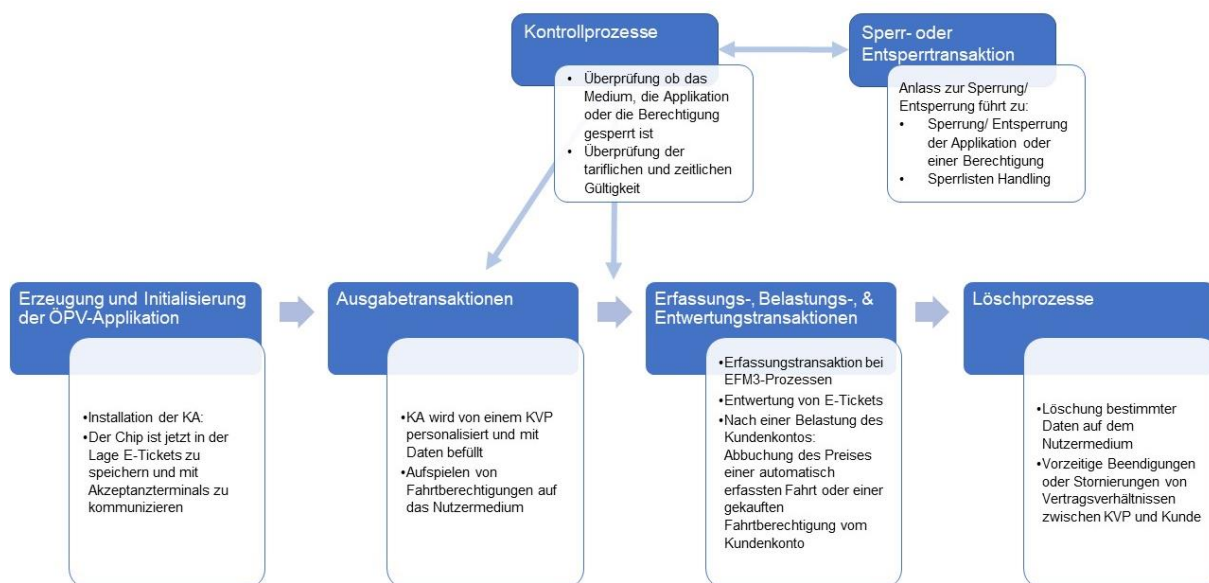 Kontrollprozesse
• Überprüfung ob das
Medium, die Applikation
oder die Berechtigung
gesperrt ist
• Überprüfung der
tariflichen und zeitlichen
Gültigkeit
Sperr- oder
Entsperrtransaktion
Anlass zur Sperrung/
Entsperrung führt zu:
• Sperrung/ Entsperrung
der Applikation oder
einer Berechtigung
• Sperrlisten Handling
Erzeugung und Initialisierung
der ÖPV-Applikation
•Installation der KA:
•Der Chip ist jetzt in der
Lage E-Tickets zu
speichern und mit
Akzeptanzterminals zu
kommunizieren
Ausgabetransaktionen
•KA wird von einem KVP
personalisiert und mit
Daten befüllt
•Aufspielen von
Fahrtberechtigungen auf
das Nutzermedium
Erfassungs-, Belastungs-, &
Entwertungstransaktionen
•Erfassungstransaktion bei
EFM3-Prozessen
•Entwertung von E-Tickets
•Nach einer Belastung des
Kundenkontos:
Abbuchung des Preises
einer automatisch
erfassten Fahrt oder einer
gekauften
Fahrtberechtigung vom
Kundenkonto
Löschprozesse
•Löschung bestimmter
Daten auf dem
Nutzermedium
•Vorzeitige Beendigungen
oder Stornierungen von
Vertragsverhältnissen
zwischen KVP und Kunde